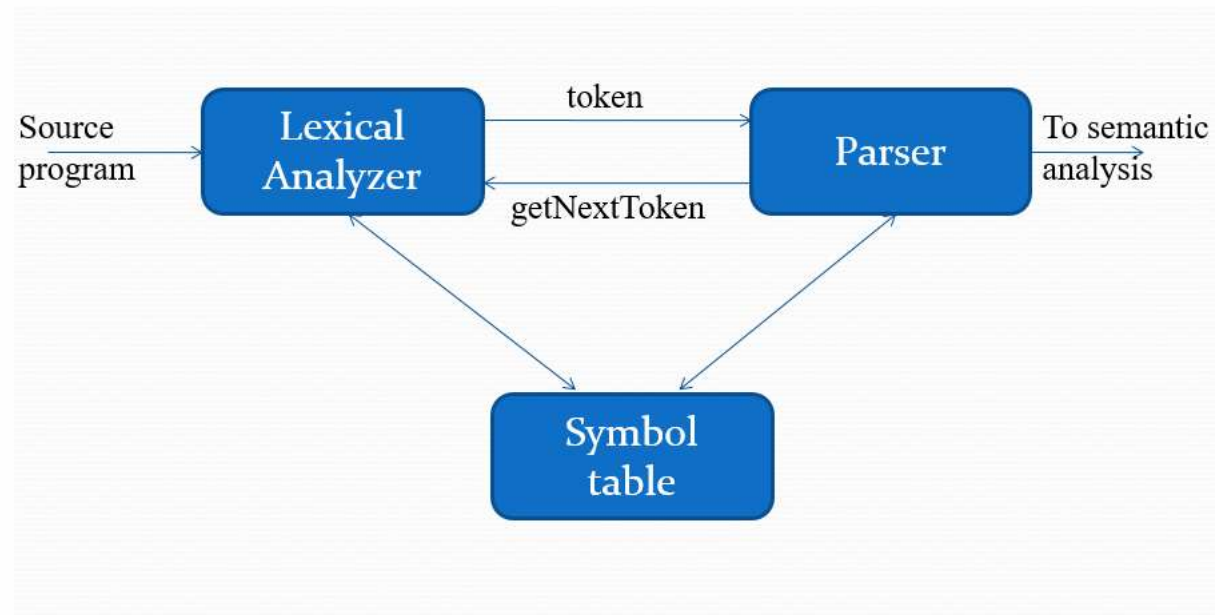 Source
program
Lexical
Analyzer
token
getNextToken
Parser
To semantic
analysis
Symbol
table